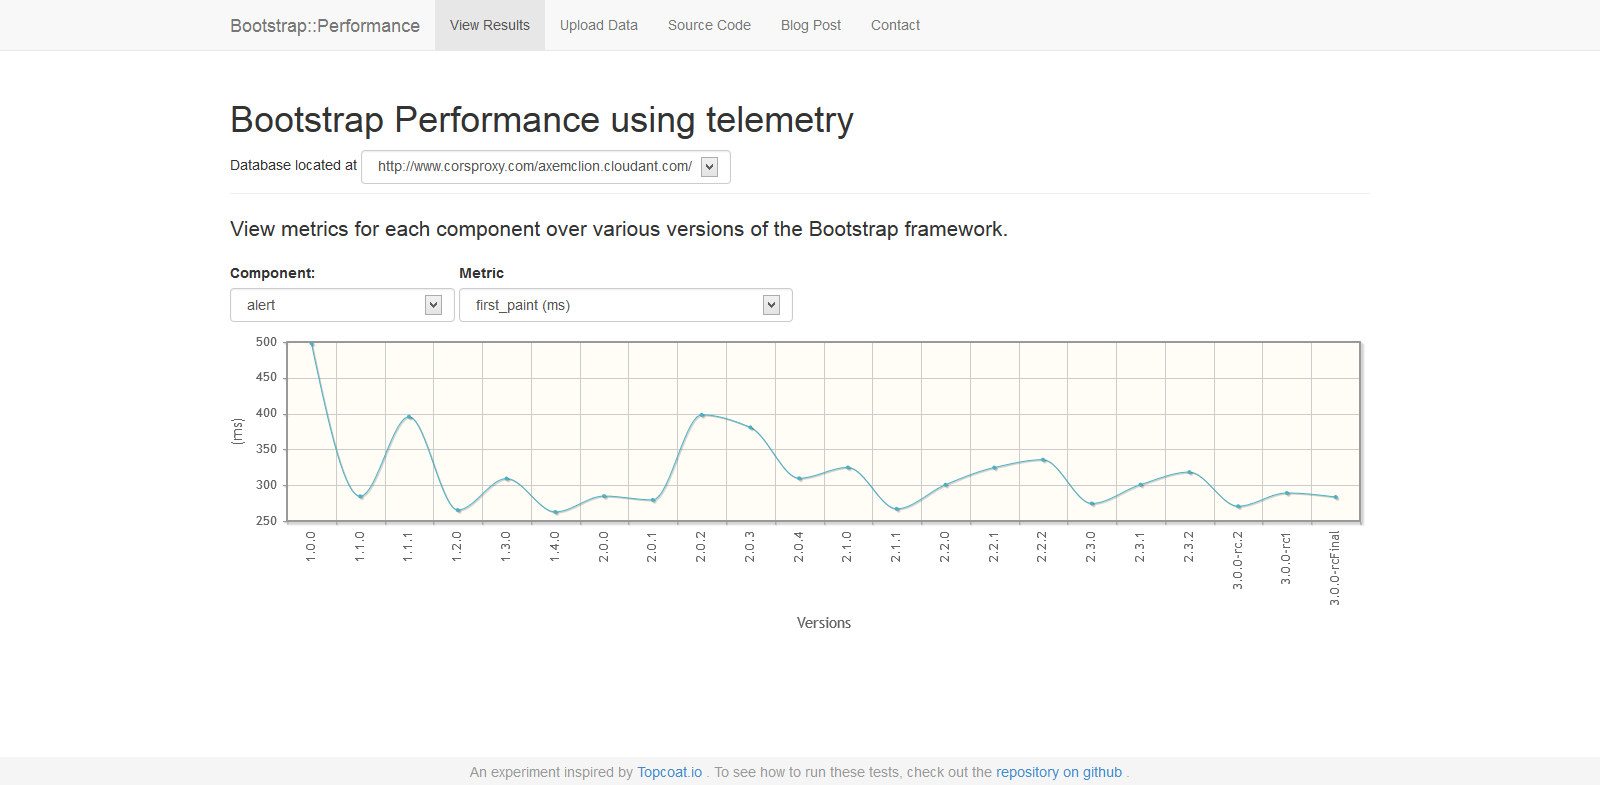 Bootstrap::Performance View Results Upload Data Source Code Blog Post Contact
Bootstrap Performance using telemetry
Database located at http://www.corsproxy.com/axemclion.cloudant.com/
View metrics for each component over various versions of the Bootstrap framework.
Component: Metric
alert first_paint (ms)
500
450
400
350
300
250
(ms)
1.0.0 1.1.0 1.1.1 1.2.0 1.3.0 1.4.0 2.0.0 2.0.1 2.0.2 2.0.3 2.0.4 2.1.0 2.1.1 2.2.0 2.2.1 2.2.2 2.3.0 2.3.1 2.3.2 3.0.0-rc.2 3.0.0-rc1 3.0.0-rcFinal
Versions
An experiment inspired by Topcoat.io . To see how to run these tests, check out the repository on github .